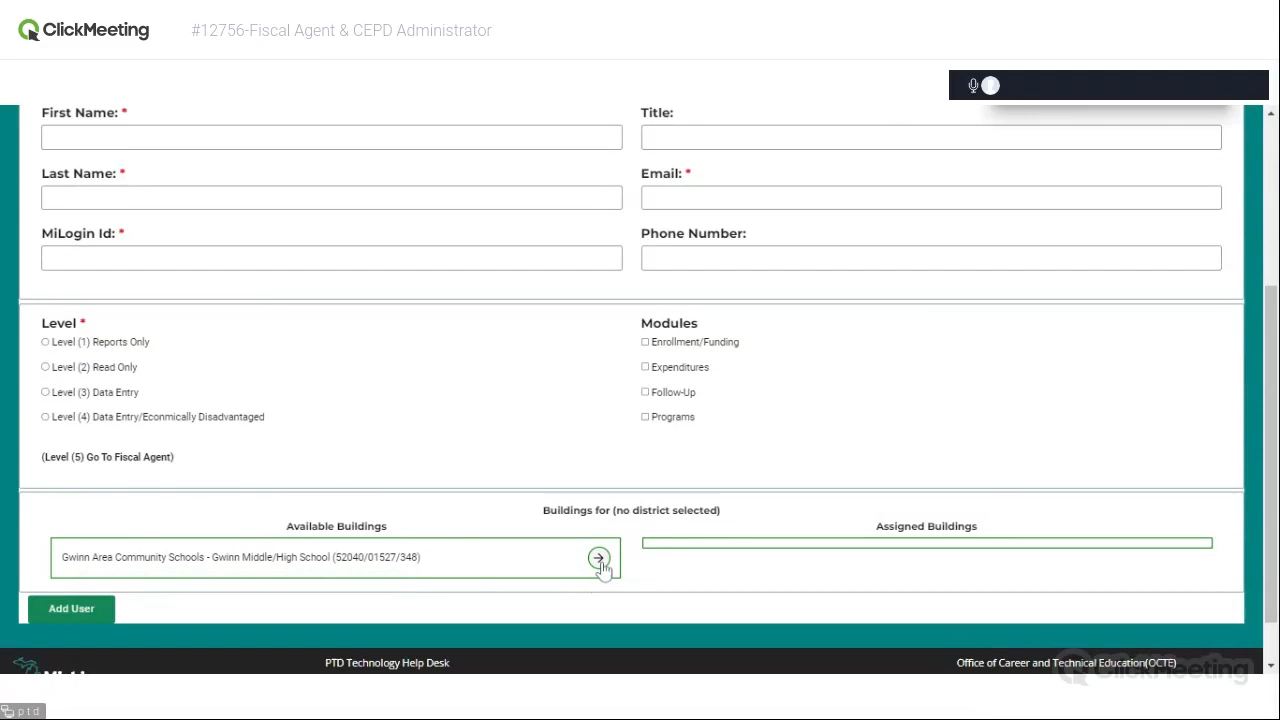 ClickMeeting
#12756-Fiscal Agent & CEPD Administrator
First Name: *
Title:
Last Name: *
Email: *
MiLogin Id: *
Phone Number:
Level *
Modules
Level (1) Reports Only
Enrollment/Funding
Level (2) Read Only
Expenditures
Level (3) Data Entry
Follow-Up
Level (4) Data Entry/Econmically Disadvantaged
Programs
(Level (5) Go To Fiscal Agent)
Buildings for (no district selected)
Available Buildings
Assigned Buildings
Gwinn Area Community Schools - Gwinn Middle/High School (52040/01527/348)
Add User
PTD Technology Help Desk
Office of Career and Technical Education(OCTE)
ClickMeeting
ptd